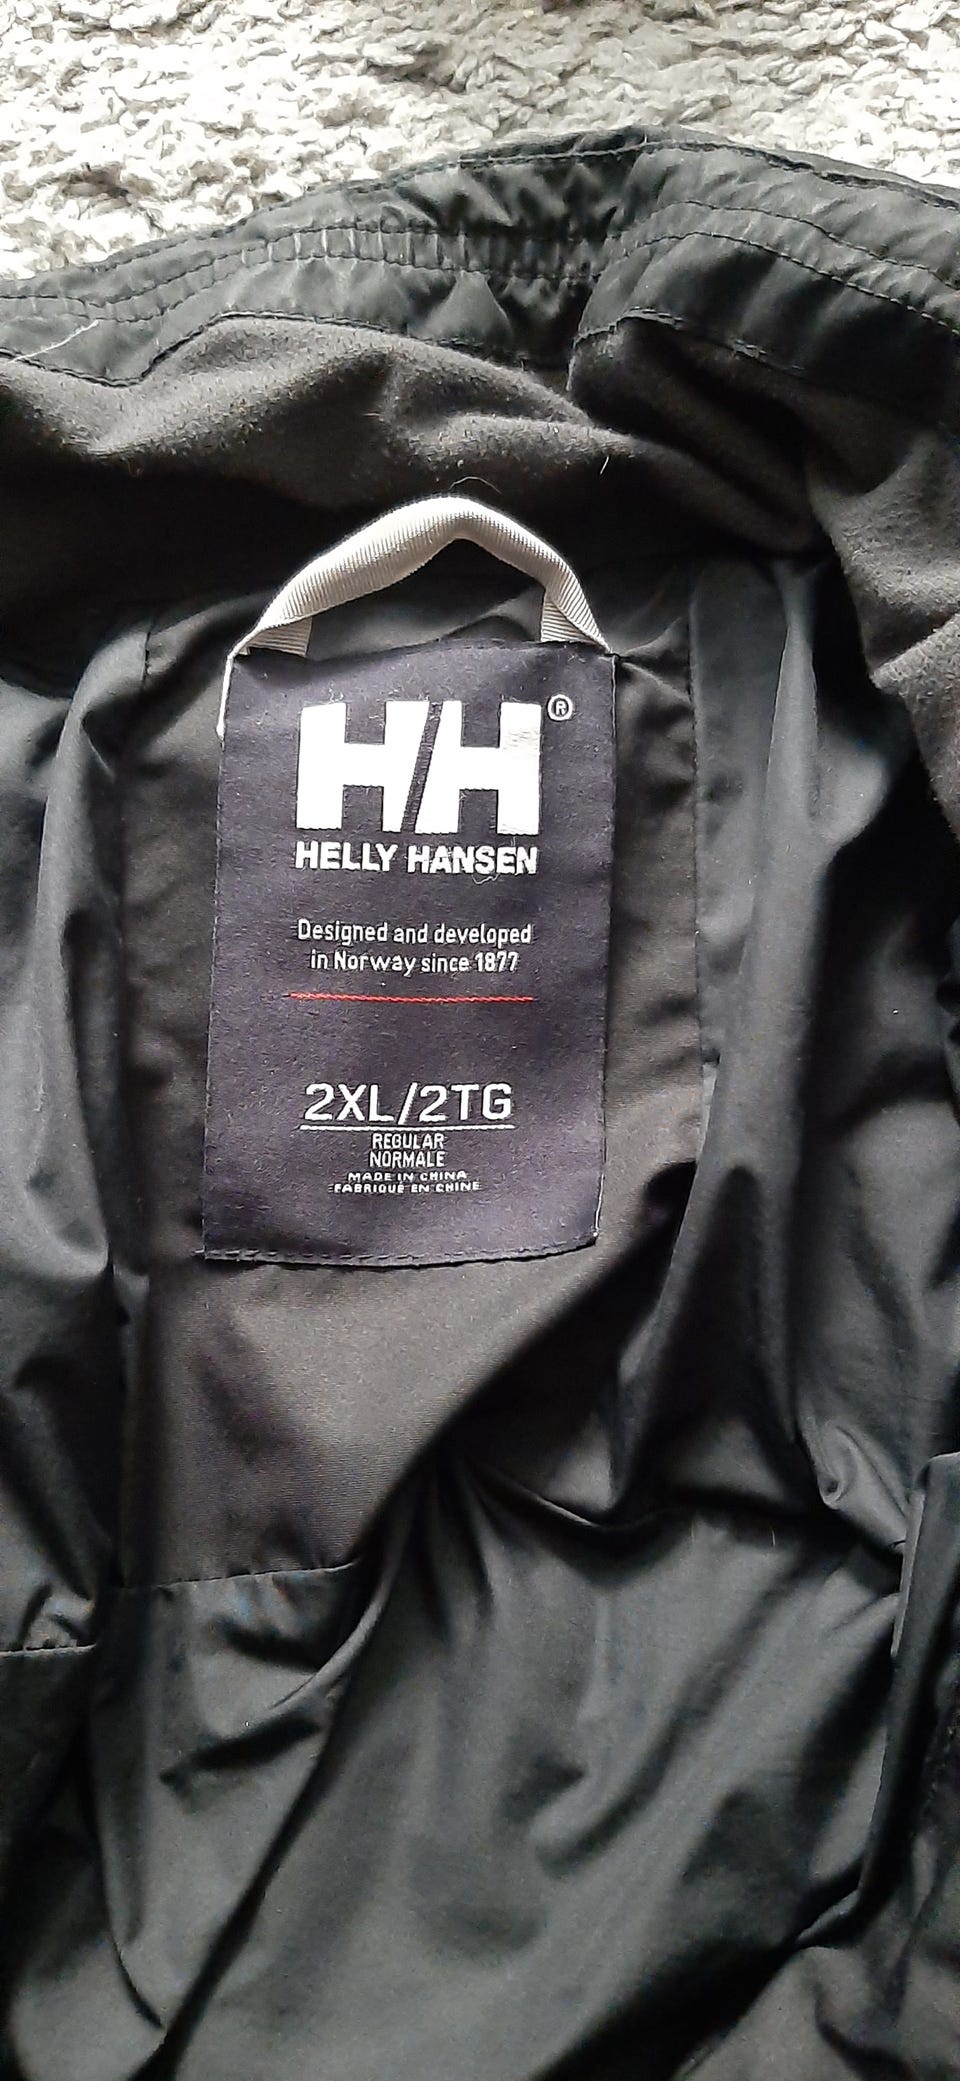 H/H®
HELLY HANSEN
Designed and developed
in Norway since 1877
2XL/2TG
REGULAR
NORMALE
MADE IN CHINA
FABRIQUÉ EN CHINE